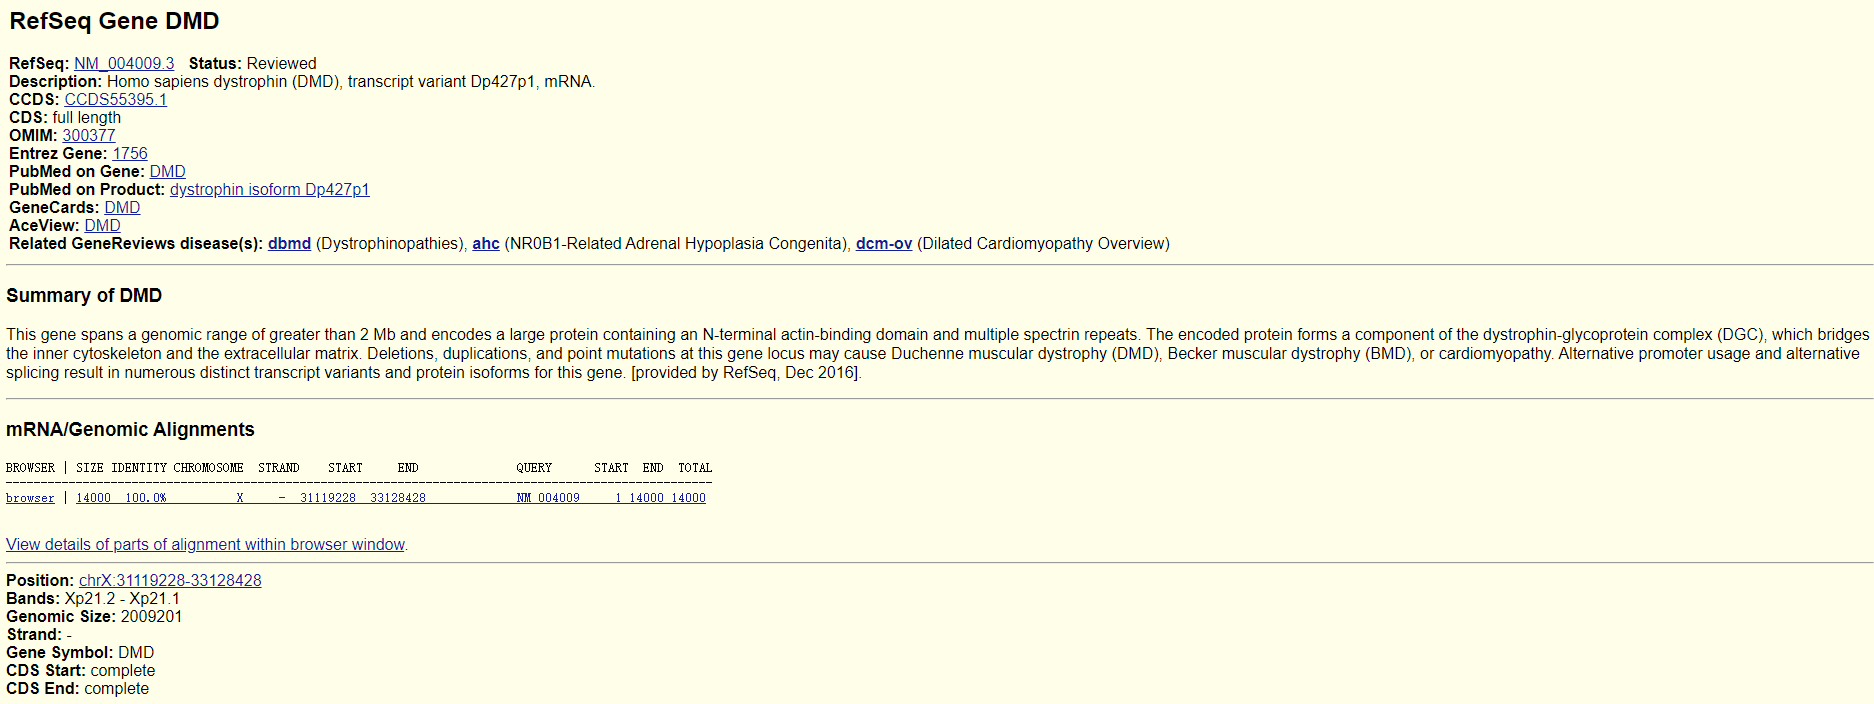 RefSeq Gene DMD
RefSeq: NM_004009.3 Status: Reviewed
Description: Homo sapiens dystrophin (DMD), transcript variant Dp427p1, mRNA.
CCDS: CCDS55395.1
CDS: full length
OMIM: 300377
Entrez Gene: 1756
PubMed on Gene: DMD
PubMed on Product: dystrophin isoform Dp427p1
GeneCards: DMD
AceView: DMD
Related GeneReviews disease(s): dbmd (Dystrophinopathies), ahc (NR0B1-Related Adrenal Hypoplasia Congenita), dcm-ov (Dilated Cardiomyopathy Overview)
Summary of DMD
This gene spans a genomic range of greater than 2 Mb and encodes a large protein containing an N-terminal actin-binding domain and multiple spectrin repeats. The encoded protein forms a component of the dystrophin-glycoprotein complex (DGC), which bridges
the inner cytoskeleton and the extracellular matrix. Deletions, duplications, and point mutations at this gene locus may cause Duchenne muscular dystrophy (DMD), Becker muscular dystrophy (BMD), or cardiomyopathy. Alternative promoter usage and alternative
splicing result in numerous distinct transcript variants and protein isoforms for this gene. [provided by RefSeq, Dec 2016].
mRNA/Genomic Alignments
BROWSER | SIZE IDENTITY CHROMOSOME STRAND START END QUERY START END TOTAL
-----------------------------------------------------------------------------------------------------
browser | 14000 100.0% X - 31119228 33128428 NM_004009 1 14000 14000
View details of parts of alignment within browser window.
Position: chrX:31119228-33128428
Bands: Xp21.2 - Xp21.1
Genomic Size: 2009201
Strand: -
Gene Symbol: DMD
CDS Start: complete
CDS End: complete